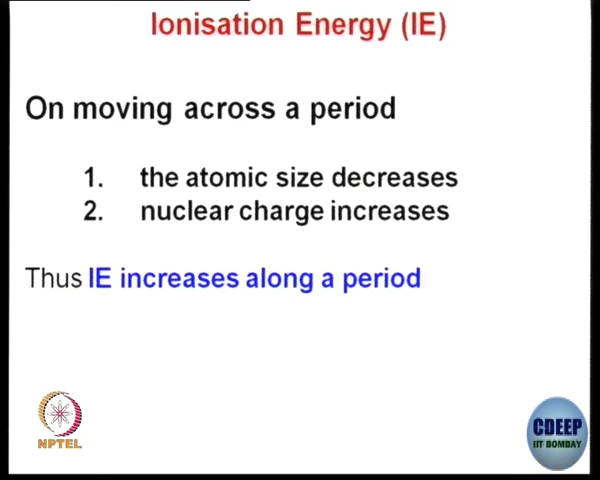 Ionisation Energy (IE)
On moving across a period
1. the atomic size decreases
2. nuclear charge increases
Thus IE increases along a period
NPTEL
CDEEP
IIT BOMBAY